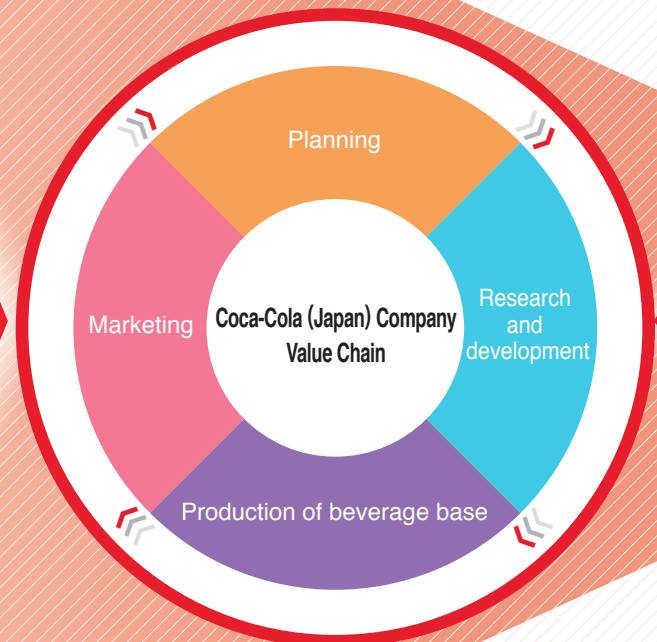 Planning
Research
and
development
Production of beverage base
Marketing
Coca-Cola (Japan) Company
Value Chain